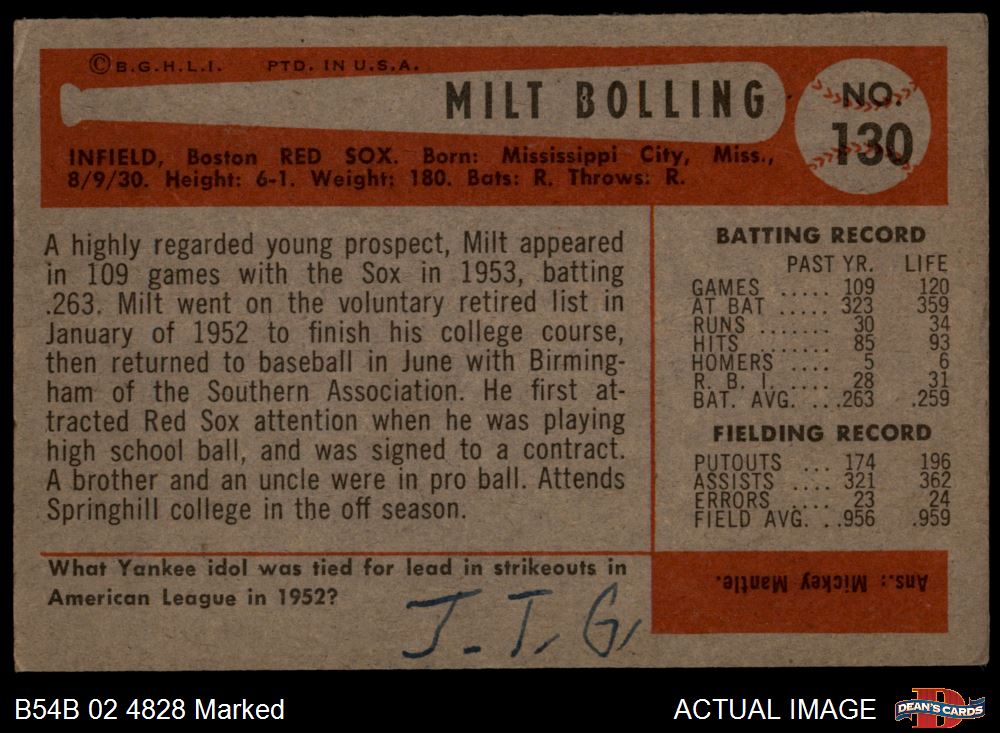 ©B.G.H.L.I. PTD. IN U.S.A.
MILT BOLLING
NO.
130
INFIELD, Boston RED SOX. Born: Mississippi City, Miss.,
8/9/30. Height: 6-1. Weight: 180. Bats: R. Throws: R.
A highly regarded young prospect, Milt appeared
in 109 games with the Sox in 1953, batting
.263. Milt went on the voluntary retired list in
January of 1952 to finish his college course,
then returned to baseball in June with Birming-
ham of the Southern Association. He first at-
tracted Red Sox attention when he was playing
high school ball, and was signed to a contract.
A brother and an uncle were in pro ball. Attends
Springhill college in the off season.
BATTING RECORD
PAST YR. LIFE
GAMES ..... 109 120
AT BAT ..... 323 359
RUNS ....... 30 34
HITS ....... 85 93
HOMERS .... 5 6
R. B. I. .... 28 31
BAT. AVG. ...263 .259
FIELDING RECORD
PUTOUTS ... 174 196
ASSISTS .... 321 362
ERRORS .... 23 24
FIELD AVG. ..956 .959
What Yankee idol was tied for lead in strikeouts in
American League in 1952?
Ans.: Mickey Mantle.
J. T. G.
B54B 02 4828 Marked
ACTUAL IMAGE
DEAN'S CARDS